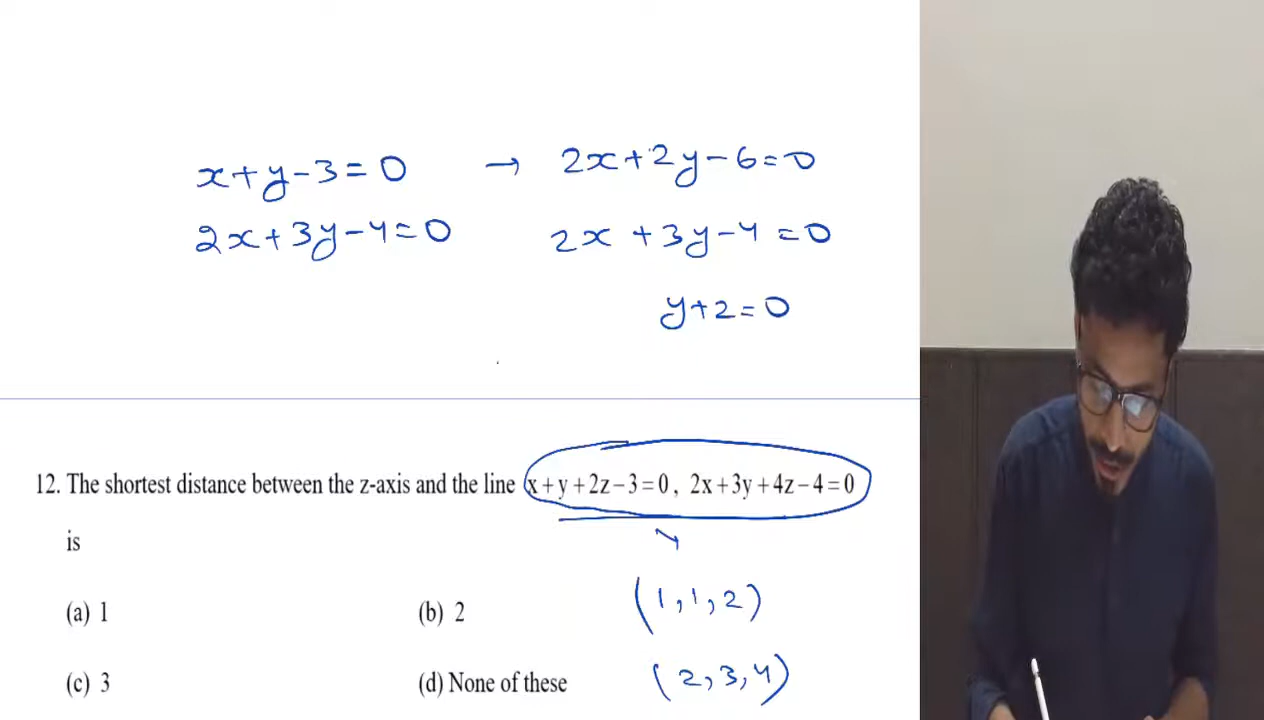 x+y-3=0 → 2x+2y-6=0
2x+3y-4=0 2x+3y-4=0
y+2=0
12. The shortest distance between the z-axis and the line x+y+2z-3=0, 2x+3y+4z-4=0
is
(a) 1 (b) 2 (1,1,2)
(c) 3 (d) None of these (2,3,4)